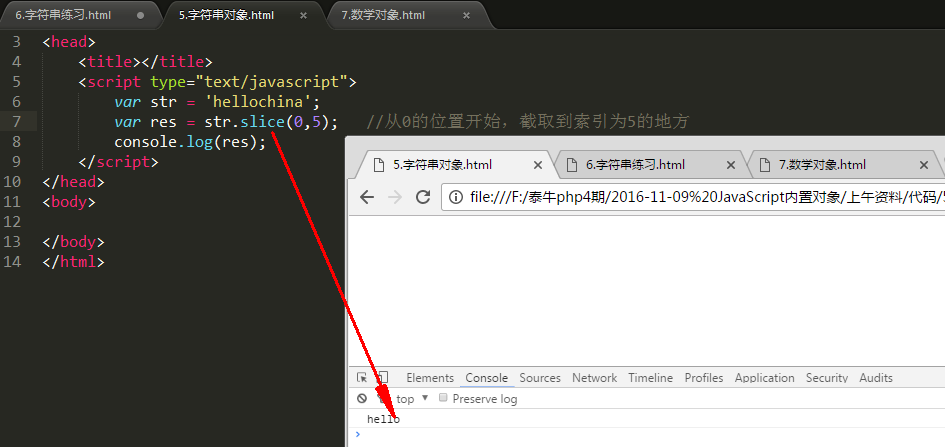 6.字符串练习.html
5.字符串对象.html
7.数学对象.html
3 <head>
4 <title></title>
5 <script type="text/javascript">
6 var str = 'hellochina';
7 var res = str.slice(0,5); //从0的位置开始, 截取到索引为5的地方
8 console.log(res);
9 </script>
10 </head>
11 <body>
12
13 </body>
14 </html>
5.字符串对象.html
6.字符串练习.html
7.数学对象.html
file:///F:/泰牛php4期/2016-11-09%20JavaScript内置对象/上午资料/代码/5
Elements Console Sources Network Timeline Profiles Application Security Audits
top Preserve log
hello